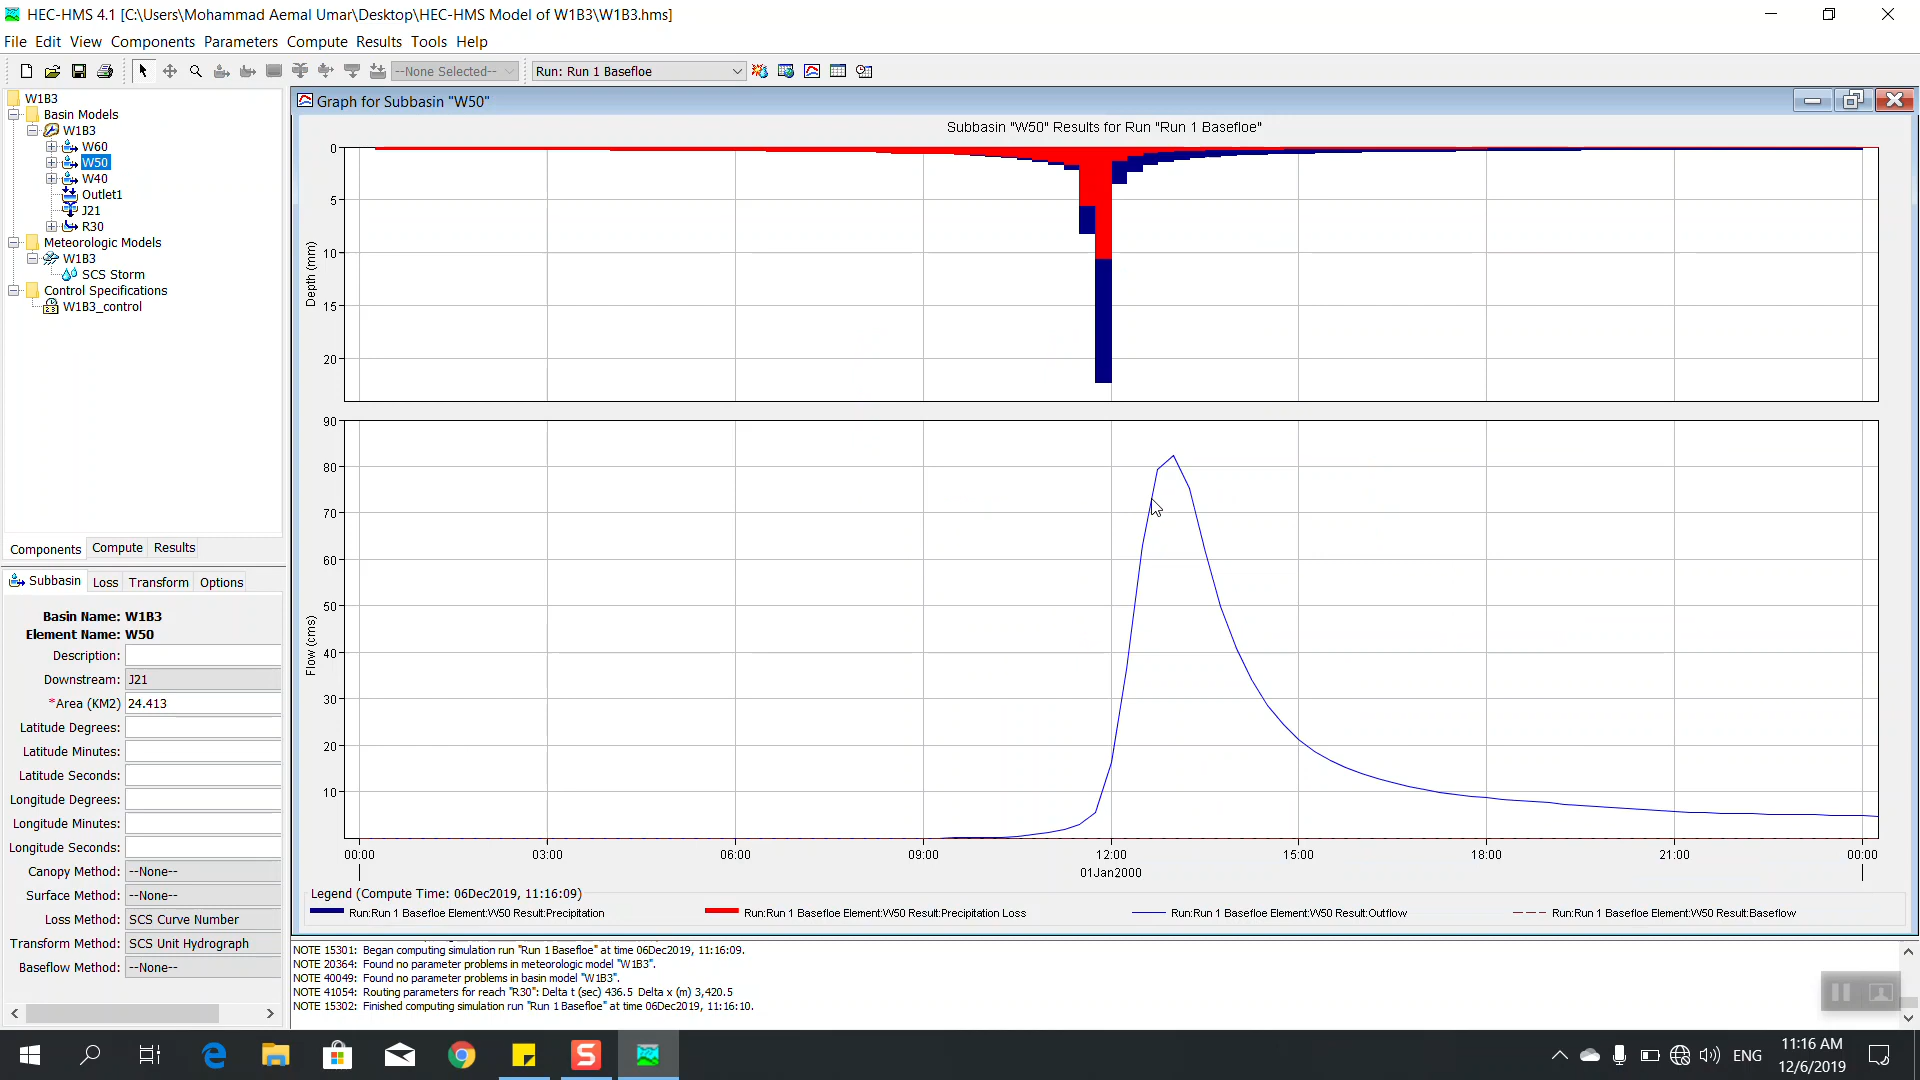 HEC-HMS 4.1 [C:\Users\Mohammad Aemal Umar\Desktop\HEC-HMS Model of W1B3\W1B3.hms]
File Edit View Components Parameters Compute Results Tools Help
--None Selected-- Run: Run 1 Basefloe
W1B3
Basin Models
W1B3
W60
W50
W40
Outlet1
J21
R30
Meteorologic Models
W1B3
SCS Storm
Control Specifications
W1B3_control
Components Compute Results
Subbasin Loss Transform Options
Basin Name: W1B3
Element Name: W50
Description:
Downstream: J21
*Area (KM2) 24.413
Latitude Degrees:
Latitude Minutes:
Latitude Seconds:
Longitude Degrees:
Longitude Minutes:
Longitude Seconds:
Canopy Method: --None--
Surface Method: --None--
Loss Method: SCS Curve Number
Transform Method: SCS Unit Hydrograph
Baseflow Method: --None--
Graph for Subbasin "W50"
Subbasin "W50" Results for Run "Run 1 Basefloe"
0
5
10
15
20
Depth (mm)
90
80
70
60
50
40
30
20
10
Flow (cms)
00:00 03:00 06:00 09:00 12:00 15:00 18:00 21:00 00:00
01Jan2000
Legend (Compute Time: 06Dec2019, 11:16:09)
Run:Run 1 Basefloe Element:W50 Result:Precipitation Run:Run 1 Basefloe Element:W50 Result:Precipitation Loss Run:Run 1 Basefloe Element:W50 Result:Outflow Run:Run 1 Basefloe Element:W50 Result:Baseflow
NOTE 15301: Began computing simulation run "Run 1 Basefloe" at time 06Dec2019, 11:16:09.
NOTE 20364: Found no parameter problems in meteorologic model "W1B3".
NOTE 40049: Found no parameter problems in basin model "W1B3".
NOTE 41054: Routing parameters for reach "R30": Delta t (sec) 436.5 Delta x (m) 3,420.5
NOTE 15302: Finished computing simulation run "Run 1 Basefloe" at time 06Dec2019, 11:16:10.
ENG
11:16 AM
12/6/2019